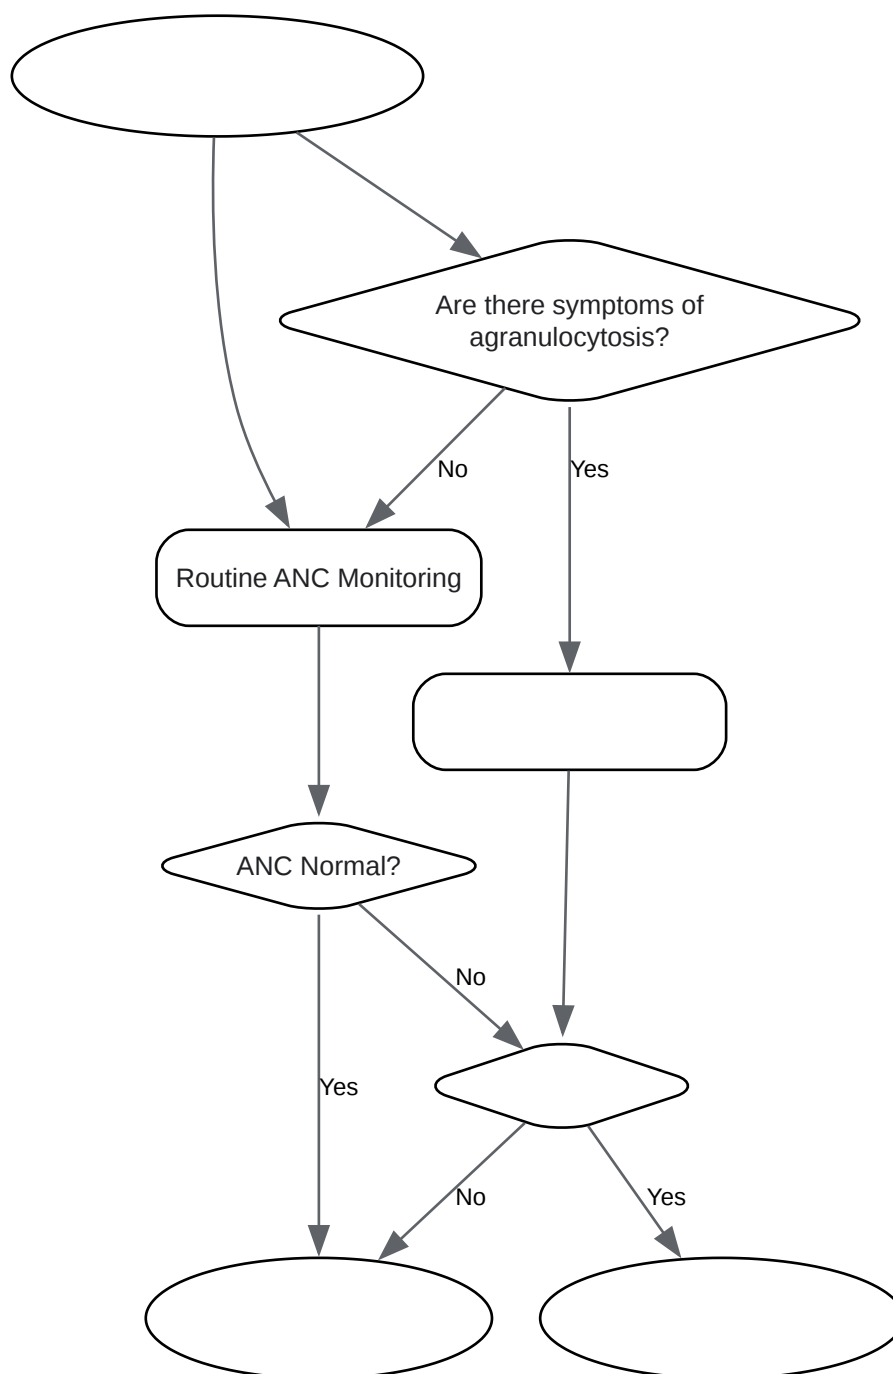 Are there symptoms of
agranulocytosis?
No
Yes
Routine ANC Monitoring
ANC Normal?
No
Yes
No
Yes